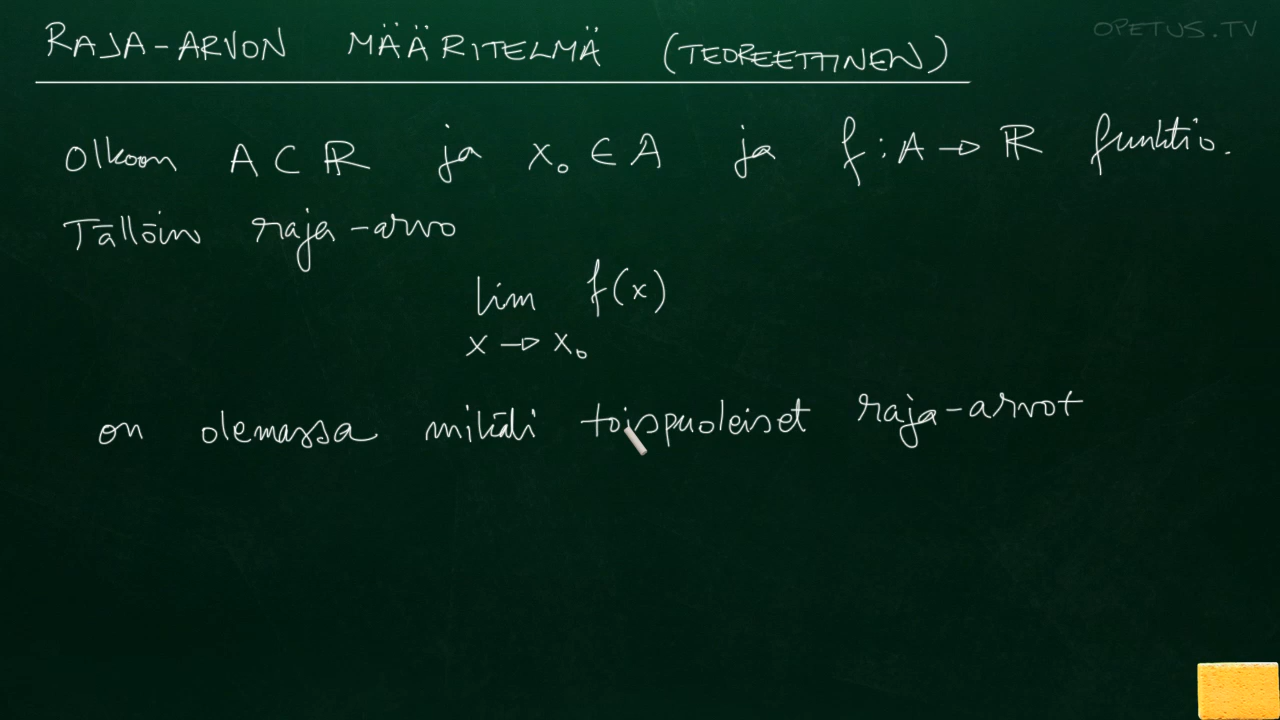 RAJA-ARVON MÄÄRITELMÄ (TEOREETTINEN)
OPETUS.TV
Olkoon A ⊂ ℝ ja x₀ ∈ A ja f : A → ℝ funktio.
Tällöin raja-arvo
lim f(x)
x → x₀
on olemassa mikäli toispuoleiset raja-arvot